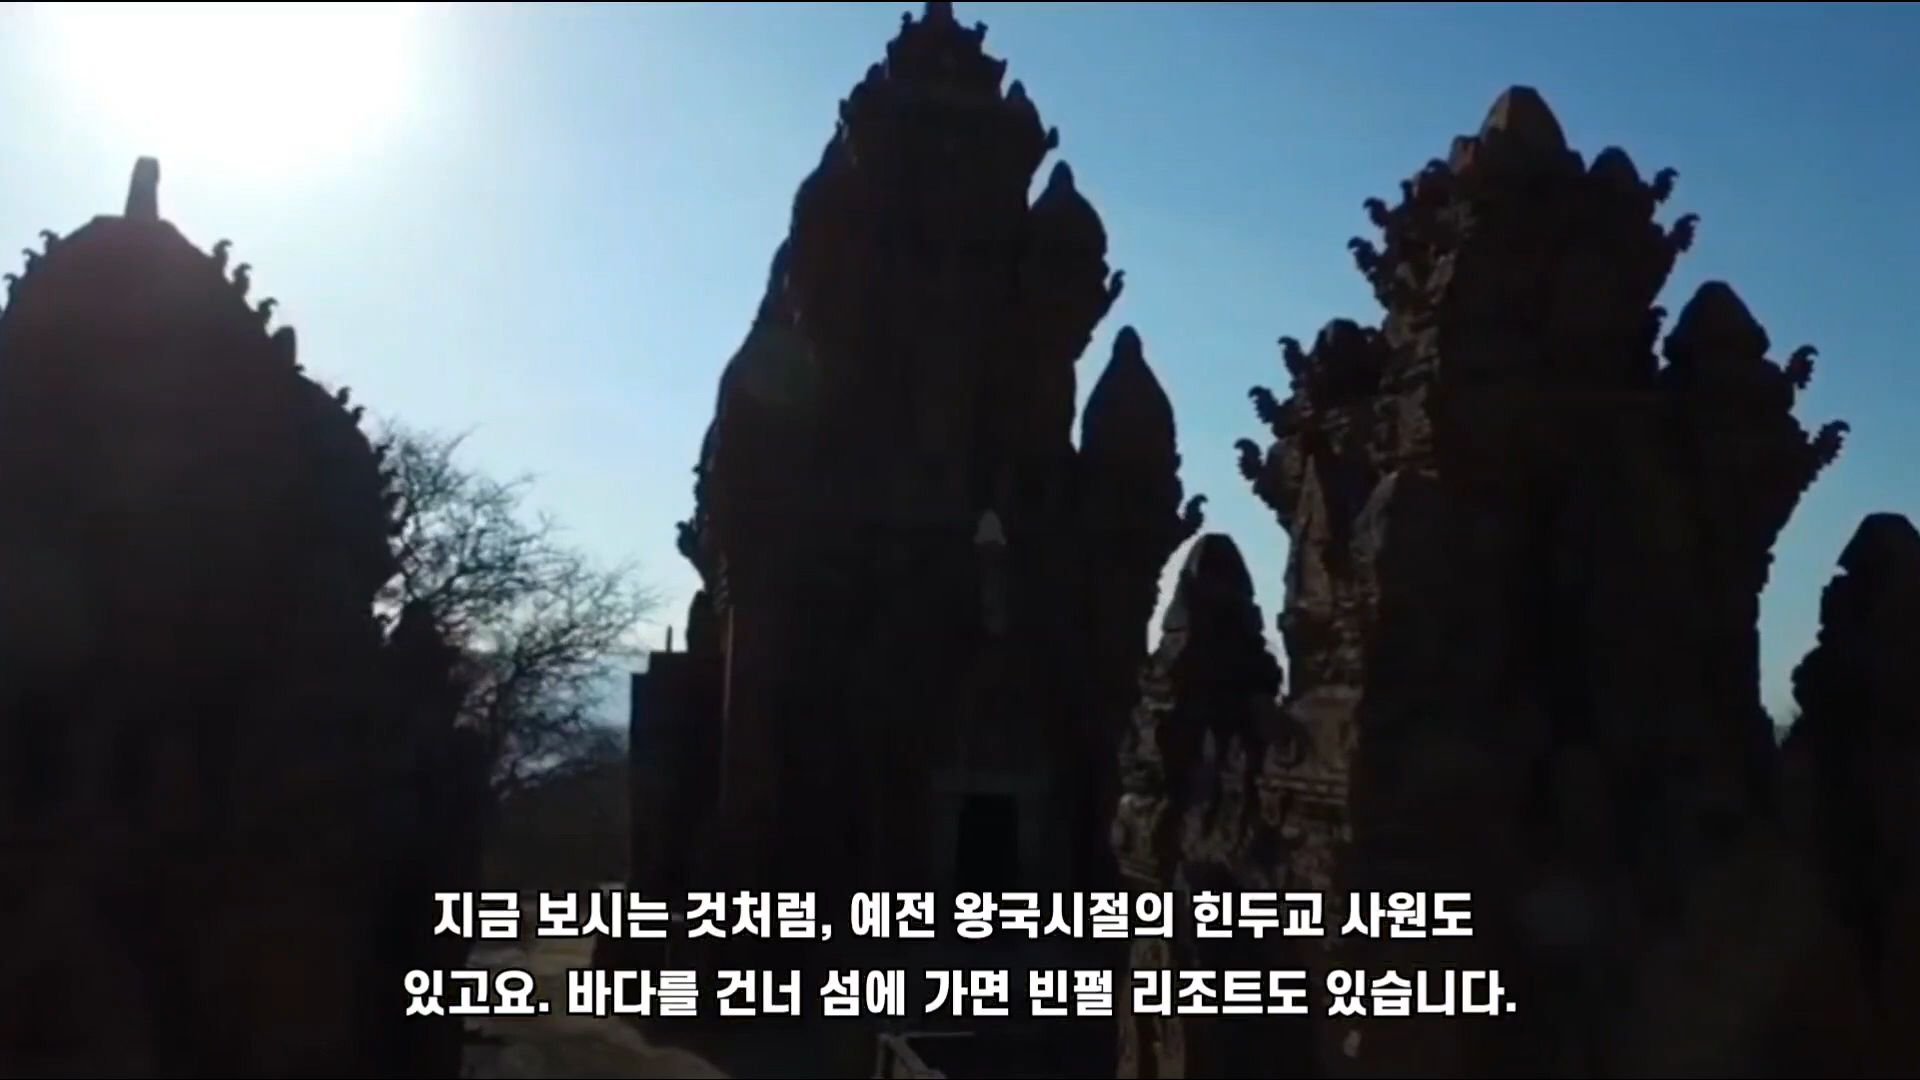 지금 보시는 것처럼, 예전 왕국시절의 힌두교 사원도
있고요. 바다를 건너 섬에 가면 빈펄 리조트도 있습니다.